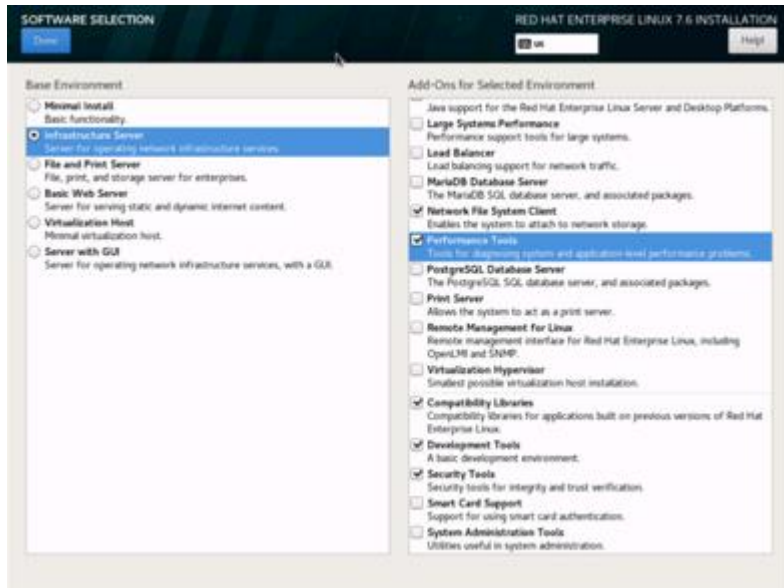 SOFTWARE SELECTION
Done
RED HAT ENTERPRISE LINUX 7.6 INSTALLATION
us
Help!
Base Environment
Minimal Install
Basic functionality.
Infrastructure Server
Server for operating network infrastructure services.
File and Print Server
File, print, and storage server for enterprises.
Basic Web Server
Server for serving static and dynamic internet content.
Virtualization Host
Minimal virtualization host.
Server with GUI
Server for operating network infrastructure services, with a GUI.
Add-Ons for Selected Environment
Java support for the Red Hat Enterprise Linux Server and Desktop Platforms.
Large Systems Performance
Performance support tools for large systems.
Load Balancer
Load balancing support for network traffic.
MariaDB Database Server
The MariaDB SQL database server, and associated packages.
Network File System Client
Enables the system to attach to network storage.
Performance Tools
Tools for diagnosing system and application-level performance problems.
PostgreSQL Database Server
The PostgreSQL SQL database server, and associated packages.
Print Server
Allows the system to act as a print server.
Remote Management for Linux
Remote management interface for Red Hat Enterprise Linux, including
OpenLMI and SNMP.
Virtualization Hypervisor
Smallest possible virtualization host installation.
Compatibility Libraries
Compatibility libraries for applications built on previous versions of Red Hat
Enterprise Linux.
Development Tools
A basic development environment.
Security Tools
Security tools for integrity and trust verification.
Smart Card Support
Support for using smart card authentication.
System Administration Tools
Utilities useful in system administration.